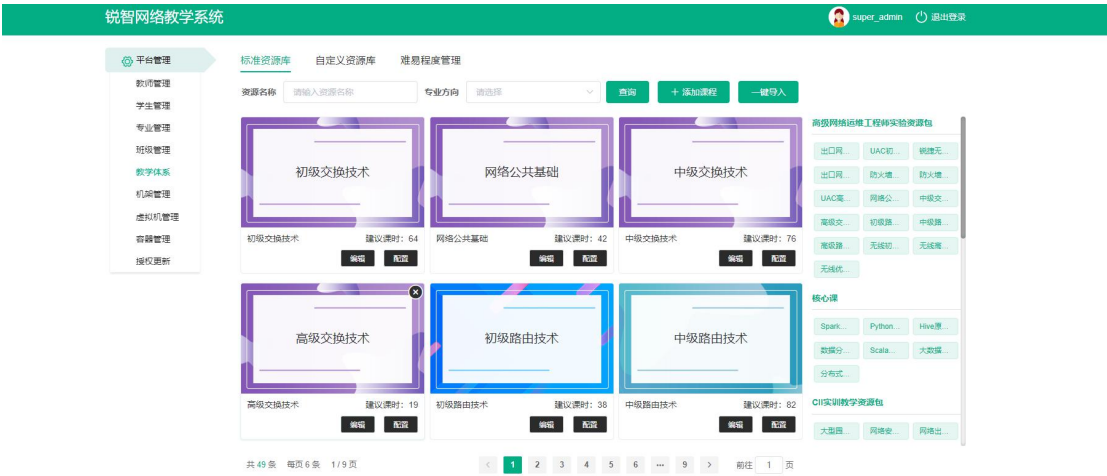 锐智网络教学系统
super_admin 退出登录
平台管理
教师管理
学生管理
专业管理
班级管理
教学体系
机架管理
虚拟机管理
容器管理
授权更新
标准资源库 自定义资源库 难易程度管理
资源名称 请输入资源名称 专业方向 请选择 查询 + 添加课程 一键导入
初级交换技术
初级交换技术 建议课时: 64
编辑 配置
网络公共基础
网络公共基础 建议课时: 42
编辑 配置
中级交换技术
中级交换技术 建议课时: 76
编辑 配置
高级交换技术
高级交换技术 建议课时: 19
编辑 配置
初级路由技术
初级路由技术 建议课时: 38
编辑 配置
中级路由技术
中级路由技术 建议课时: 82
编辑 配置
高级网络运维工程师实验资源包
出口网... UAC初... 锐捷无...
出口网... 防火墙... 防火墙...
UAC高... 网络公... 中级交...
高级交... 初级路... 中级路...
高级路... 无线初... 无线高...
无线优...
核心课
Spark... Python... Hive原...
数据分... Scala... 大数据...
分布式...
CII实训教学资源包
大型园... 网络安... 网络出...
共 49 条 每页 6 条 1 / 9 页 < 1 2 3 4 5 6 ... 9 > 前往 1 页